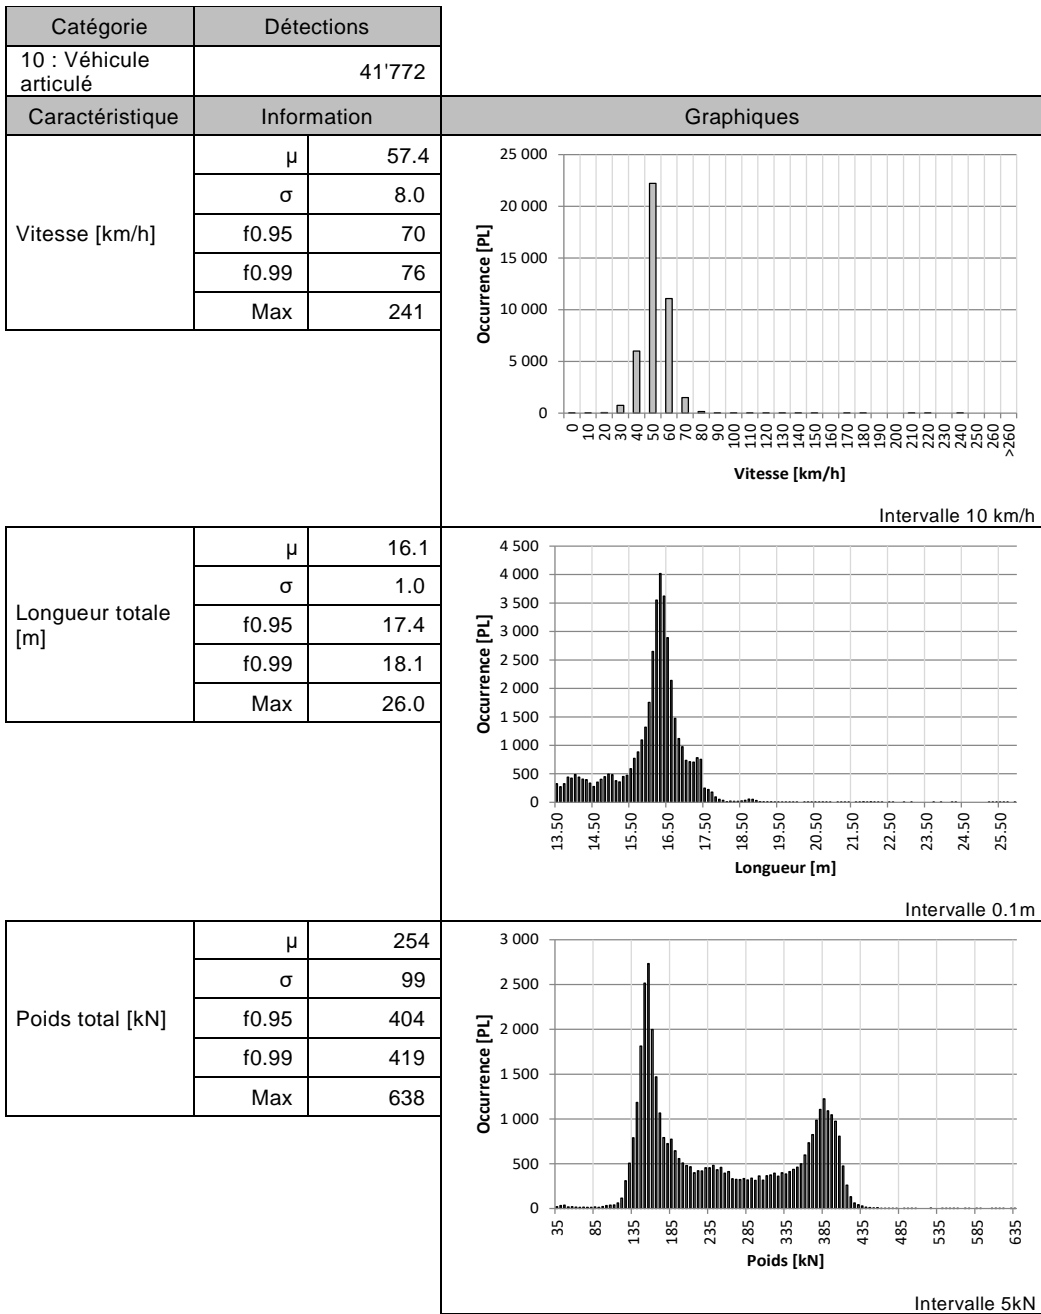 Catégorie Détections
10 : Véhicule
articulé
41'772
Caractéristique Information Graphiques
Vitesse [km/h]
µ 57.4
σ 8.0
f0.95 70
f0.99 76
Max 241
Occurrence [PL]
25 000
20 000
15 000
10 000
5 000
0
0 10 20 30 40 50 60 70 80 90 100 110 120 130 140 150 160 170 180 190 200 210 220 230 240 250 260 >260
Vitesse [km/h]
Intervalle 10 km/h
Longueur totale
[m]
µ 16.1
σ 1.0
f0.95 17.4
f0.99 18.1
Max 26.0
Occurrence [PL]
4 500
4 000
3 500
3 000
2 500
2 000
1 500
1 000
500
0
13.50 14.50 15.50 16.50 17.50 18.50 19.50 20.50 21.50 22.50 23.50 24.50 25.50
Longueur [m]
Intervalle 0.1m
Poids total [kN]
µ 254
σ 99
f0.95 404
f0.99 419
Max 638
Occurrence [PL]
3 000
2 500
2 000
1 500
1 000
500
0
35 85 135 185 235 285 335 385 435 485 535 585 635
Poids [kN]
Intervalle 5kN